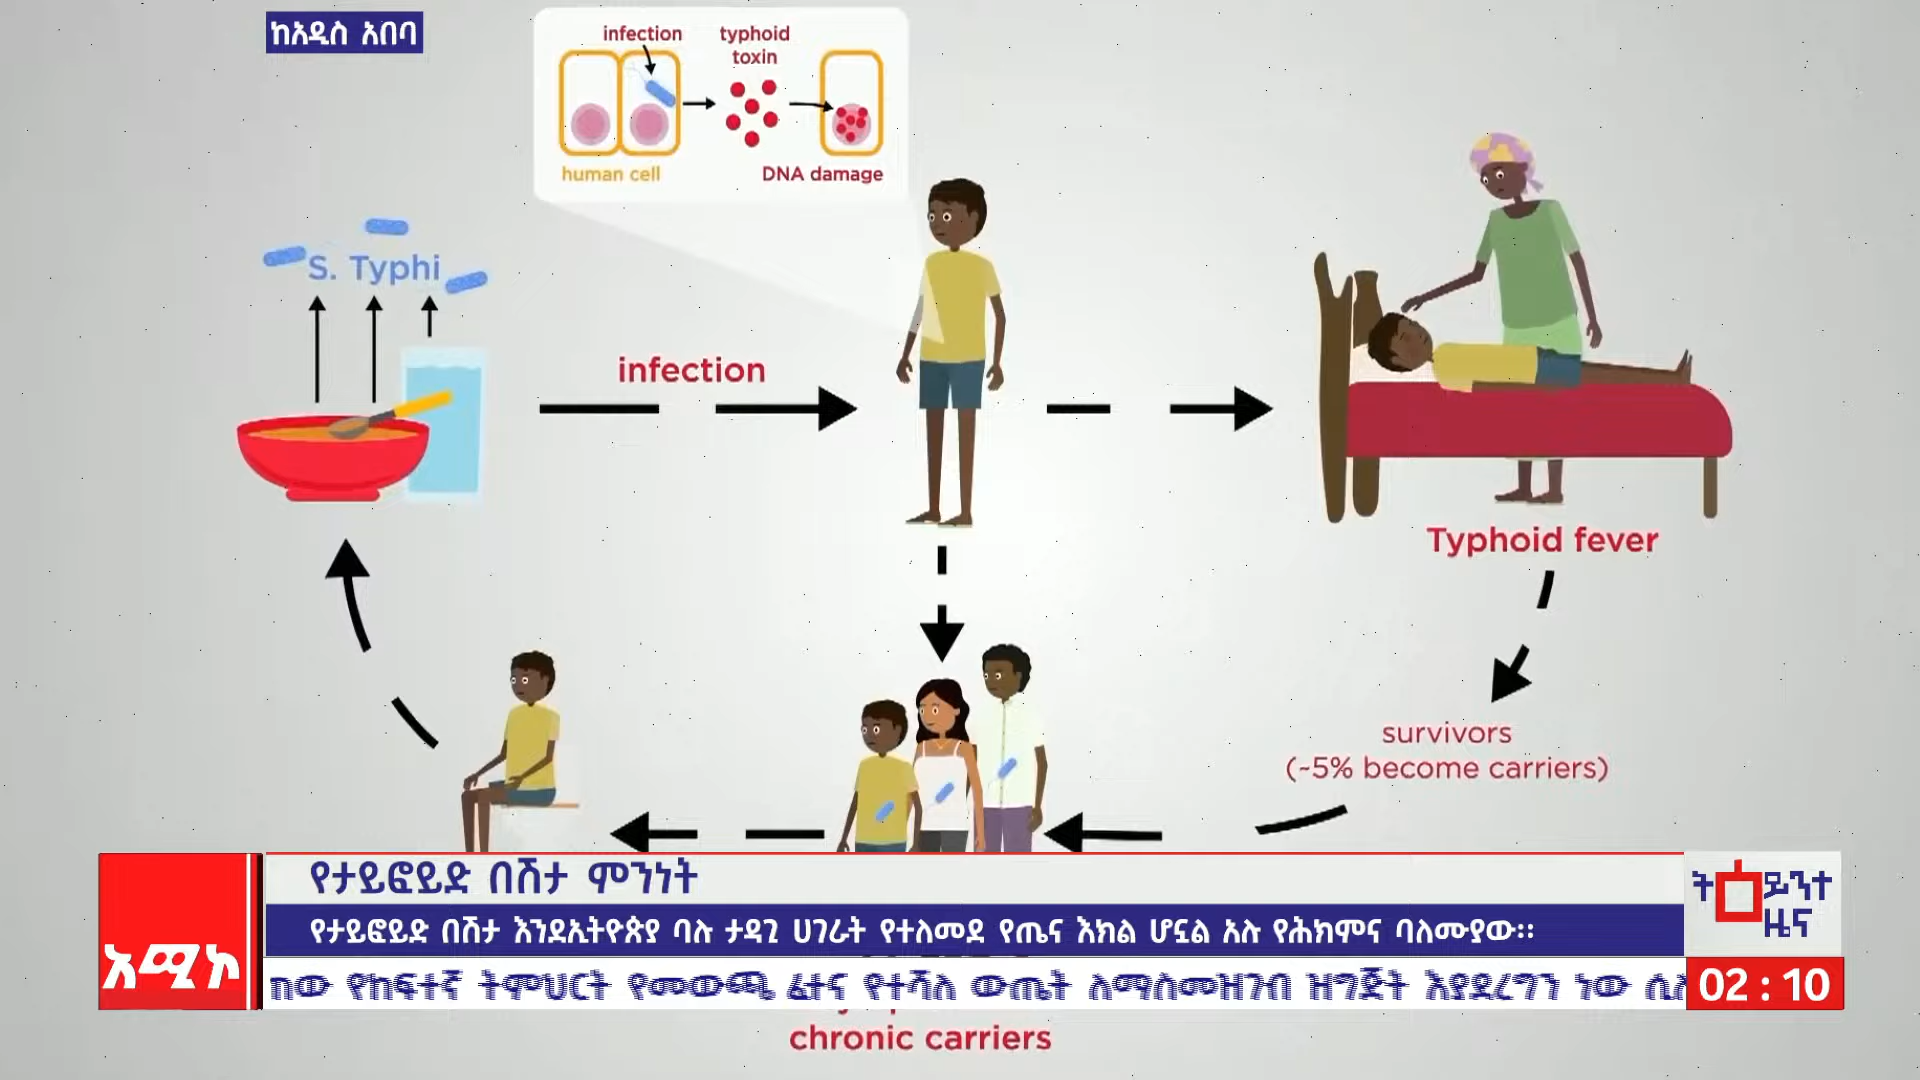 ከአዲስ አበባ
infection
typhoid
toxin
human cell
DNA damage
S. Typhi
infection
Typhoid fever
survivors
(~5% become carriers)
የታይፎይድ በሽታ ምንነት
የታይፎይድ በሽታ እንደኢትዮጵያ ባሉ ታዳጊ ሀገራት የተለመደ የጤና እክል ሆኗል አሉ የሕክምና ባለሙያው።
አሚኮ
ዜና
የከፍተኛ ትምህርት የመውጫ ፈተና የተሻለ ውጤት ለማስመዝገብ ዝግጅት እያደረግን ነው
02 : 10
chronic carriers